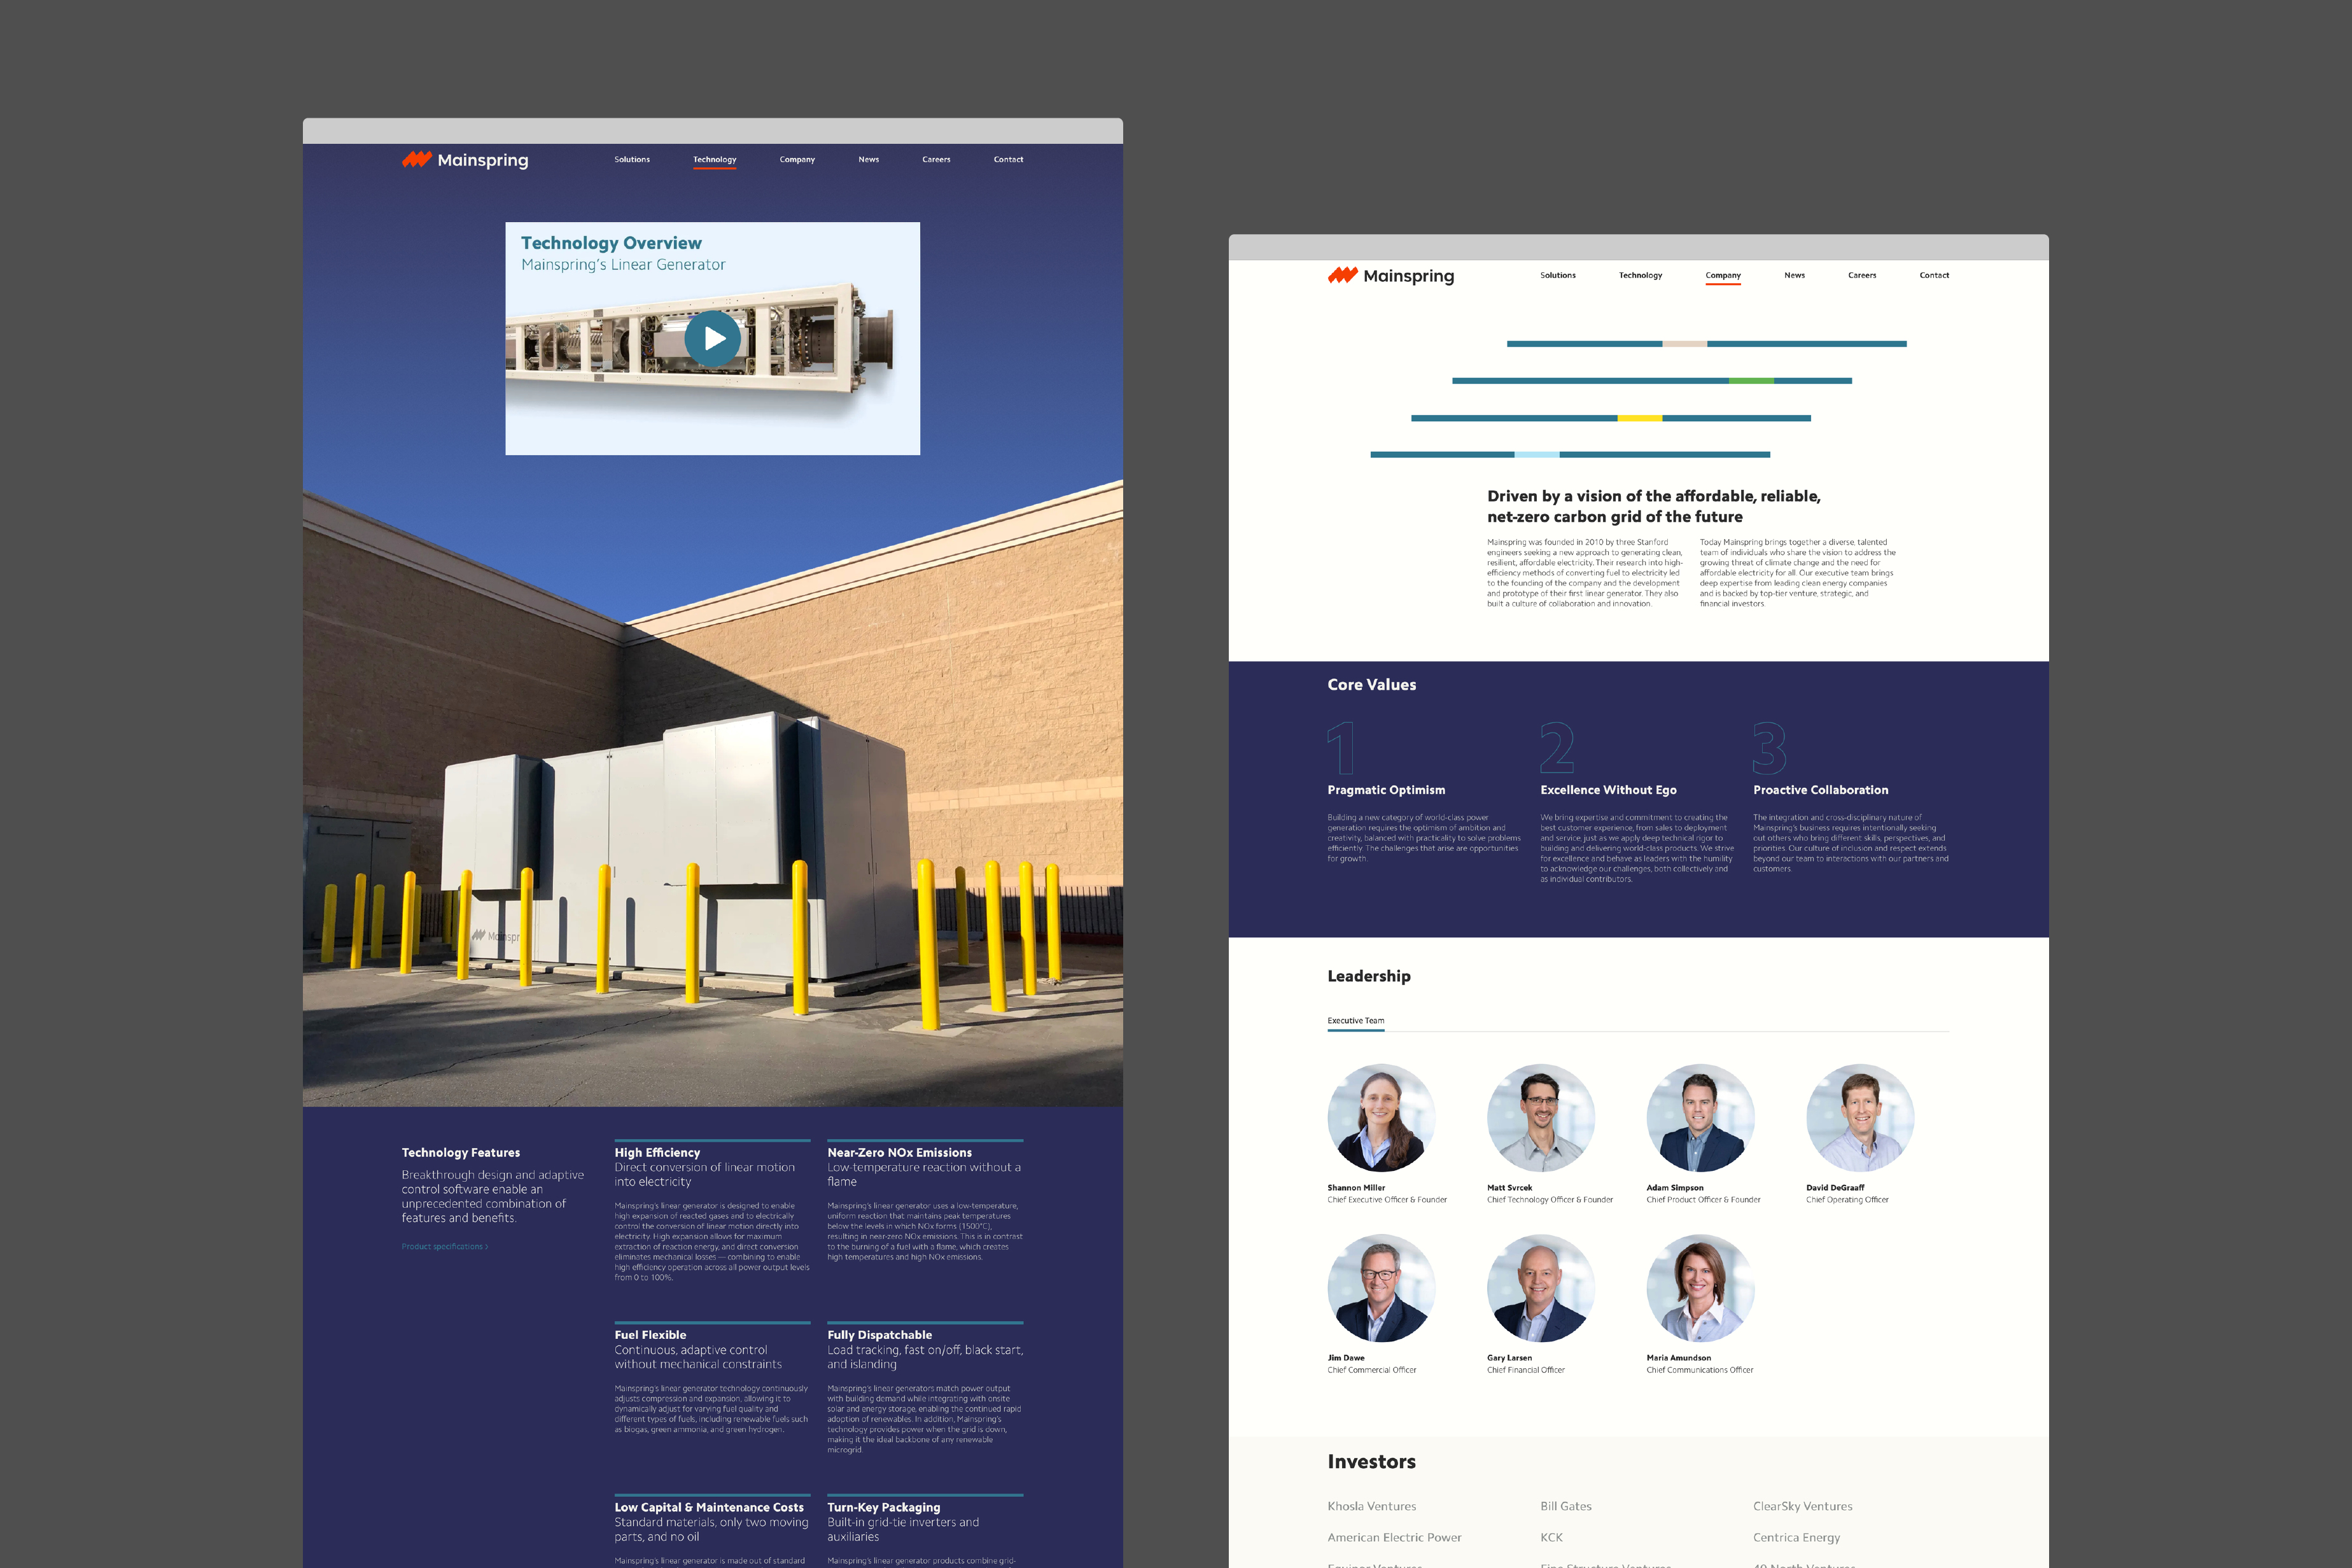 Mainspring
Solutions
Technology
Company
News
Careers
Contact
Technology Overview
Mainspring's Linear Generator
Mainspr
Technology Features
Breakthrough design and adaptive
control software enable an
unprecedented combination of
features and benefits.
Product specifications >
High Efficiency
Direct conversion of linear motion
into electricity
Mainspring's linear generator is designed to enable
high expansion of reacted gases and to electrically
control the conversion of linear motion directly into
electricity. High expansion allows for maximum
extraction of reaction energy, and direct conversion
eliminates mechanical losses — combining to enable
high efficiency operation across all power output levels
from 0 to 100%.
Near-Zero NOx Emissions
Low-temperature reaction without a
flame
Mainspring's linear generator uses a low-temperature,
uniform reaction that maintains peak temperatures
below the levels in which NOx forms (1500°C),
resulting in near-zero NOx emissions. This is in contrast
to the burning of a fuel with a flame, which creates
high temperatures and high NOx emissions.
Fuel Flexible
Continuous, adaptive control
without mechanical constraints
Mainspring's linear generator technology continuously
adjusts compression and expansion, allowing it to
dynamically adjust for varying fuel quality and
different types of fuels, including renewable fuels such
as biogas, green ammonia, and green hydrogen.
Fully Dispatchable
Load tracking, fast on/off, black start,
and islanding
Mainspring's linear generators match power output
with building demand while integrating with onsite
solar and energy storage, enabling the continued rapid
adoption of renewables. In addition, Mainspring's
technology provides power when the grid is down,
making it the ideal backbone of any renewable
microgrid.
Low Capital & Maintenance Costs
Standard materials, only two moving
parts, and no oil
Mainspring's linear generator is made out of standard
Turn-Key Packaging
Built-in grid-tie inverters and
auxiliaries
Mainspring's linear generator products combine grid-
Mainspring
Solutions
Technology
Company
News
Careers
Contact
Driven by a vision of the affordable, reliable,
net-zero carbon grid of the future
Mainspring was founded in 2010 by three Stanford
engineers seeking a new approach to generating clean,
resilient, affordable electricity. Their research into high-
efficiency methods of converting fuel to electricity led
to the founding of the company and the development
and prototype of their first linear generator. They also
built a culture of collaboration and innovation.
Today Mainspring brings together a diverse, talented
team of individuals who share the vision to address the
growing threat of climate change and the need for
affordable electricity for all. Our executive team brings
deep expertise from leading clean energy companies
and is backed by top-tier venture, strategic, and
financial investors.
Core Values
1
Pragmatic Optimism
Building a new category of world-class power
generation requires the optimism of ambition and
creativity, balanced with practicality to solve problems
efficiently. The challenges that arise are opportunities
for growth.
2
Excellence Without Ego
We bring expertise and commitment to creating the
best customer experience, from sales to deployment
and service, just as we apply deep technical rigor to
building and delivering world-class products. We strive
for excellence and behave as leaders with the humility
to acknowledge our challenges, both collectively and
as individual contributors.
3
Proactive Collaboration
The integration and cross-disciplinary nature of
Mainspring's business requires intentionally seeking
out others who bring different skills, perspectives, and
priorities. Our culture of inclusion and respect extends
beyond our team to interactions with our partners and
customers.
Leadership
Executive Team
Shannon Miller
Chief Executive Officer & Founder
Matt Svrcek
Chief Technology Officer & Founder
Adam Simpson
Chief Product Officer & Founder
David DeGraaff
Chief Operating Officer
Jim Dawe
Chief Commercial Officer
Gary Larsen
Chief Financial Officer
Maria Amundson
Chief Communications Officer
Investors
Khosla Ventures
Bill Gates
ClearSky Ventures
American Electric Power
KCK
Centrica Energy
Equinor Ventures
Fine Structure Ventures
40 North Ventures